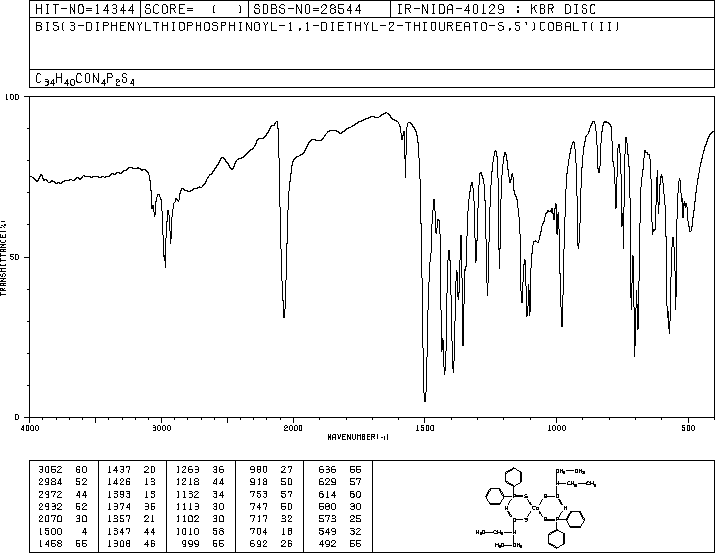 HIT-NO=14344 SCORE= ( ) SDBS-NO=28544 IR-NIDA-40129 : KBR DISC
BIS(3-DIPHENYLTHIOPHOSPHINOYL-1,1-DIETHYL-2-THIOUREATO-S,S')COBALT(II)
C34H40CON4P2S4
100
50
0
TRANSMITTANCE(%)
4000 3000 2000 1500 1000 500
WAVENUMBER(-1)
3062 60 1437 20 1263 36 980 27 636 55
2984 52 1426 13 1218 44 918 50 629 57
2972 44 1393 13 1132 34 753 57 614 60
2932 52 1374 36 1113 30 747 50 580 30
2070 30 1357 21 1102 30 717 32 573 25
1500 4 1347 44 1010 58 704 18 549 32
1458 55 1308 46 999 55 692 26 492 55